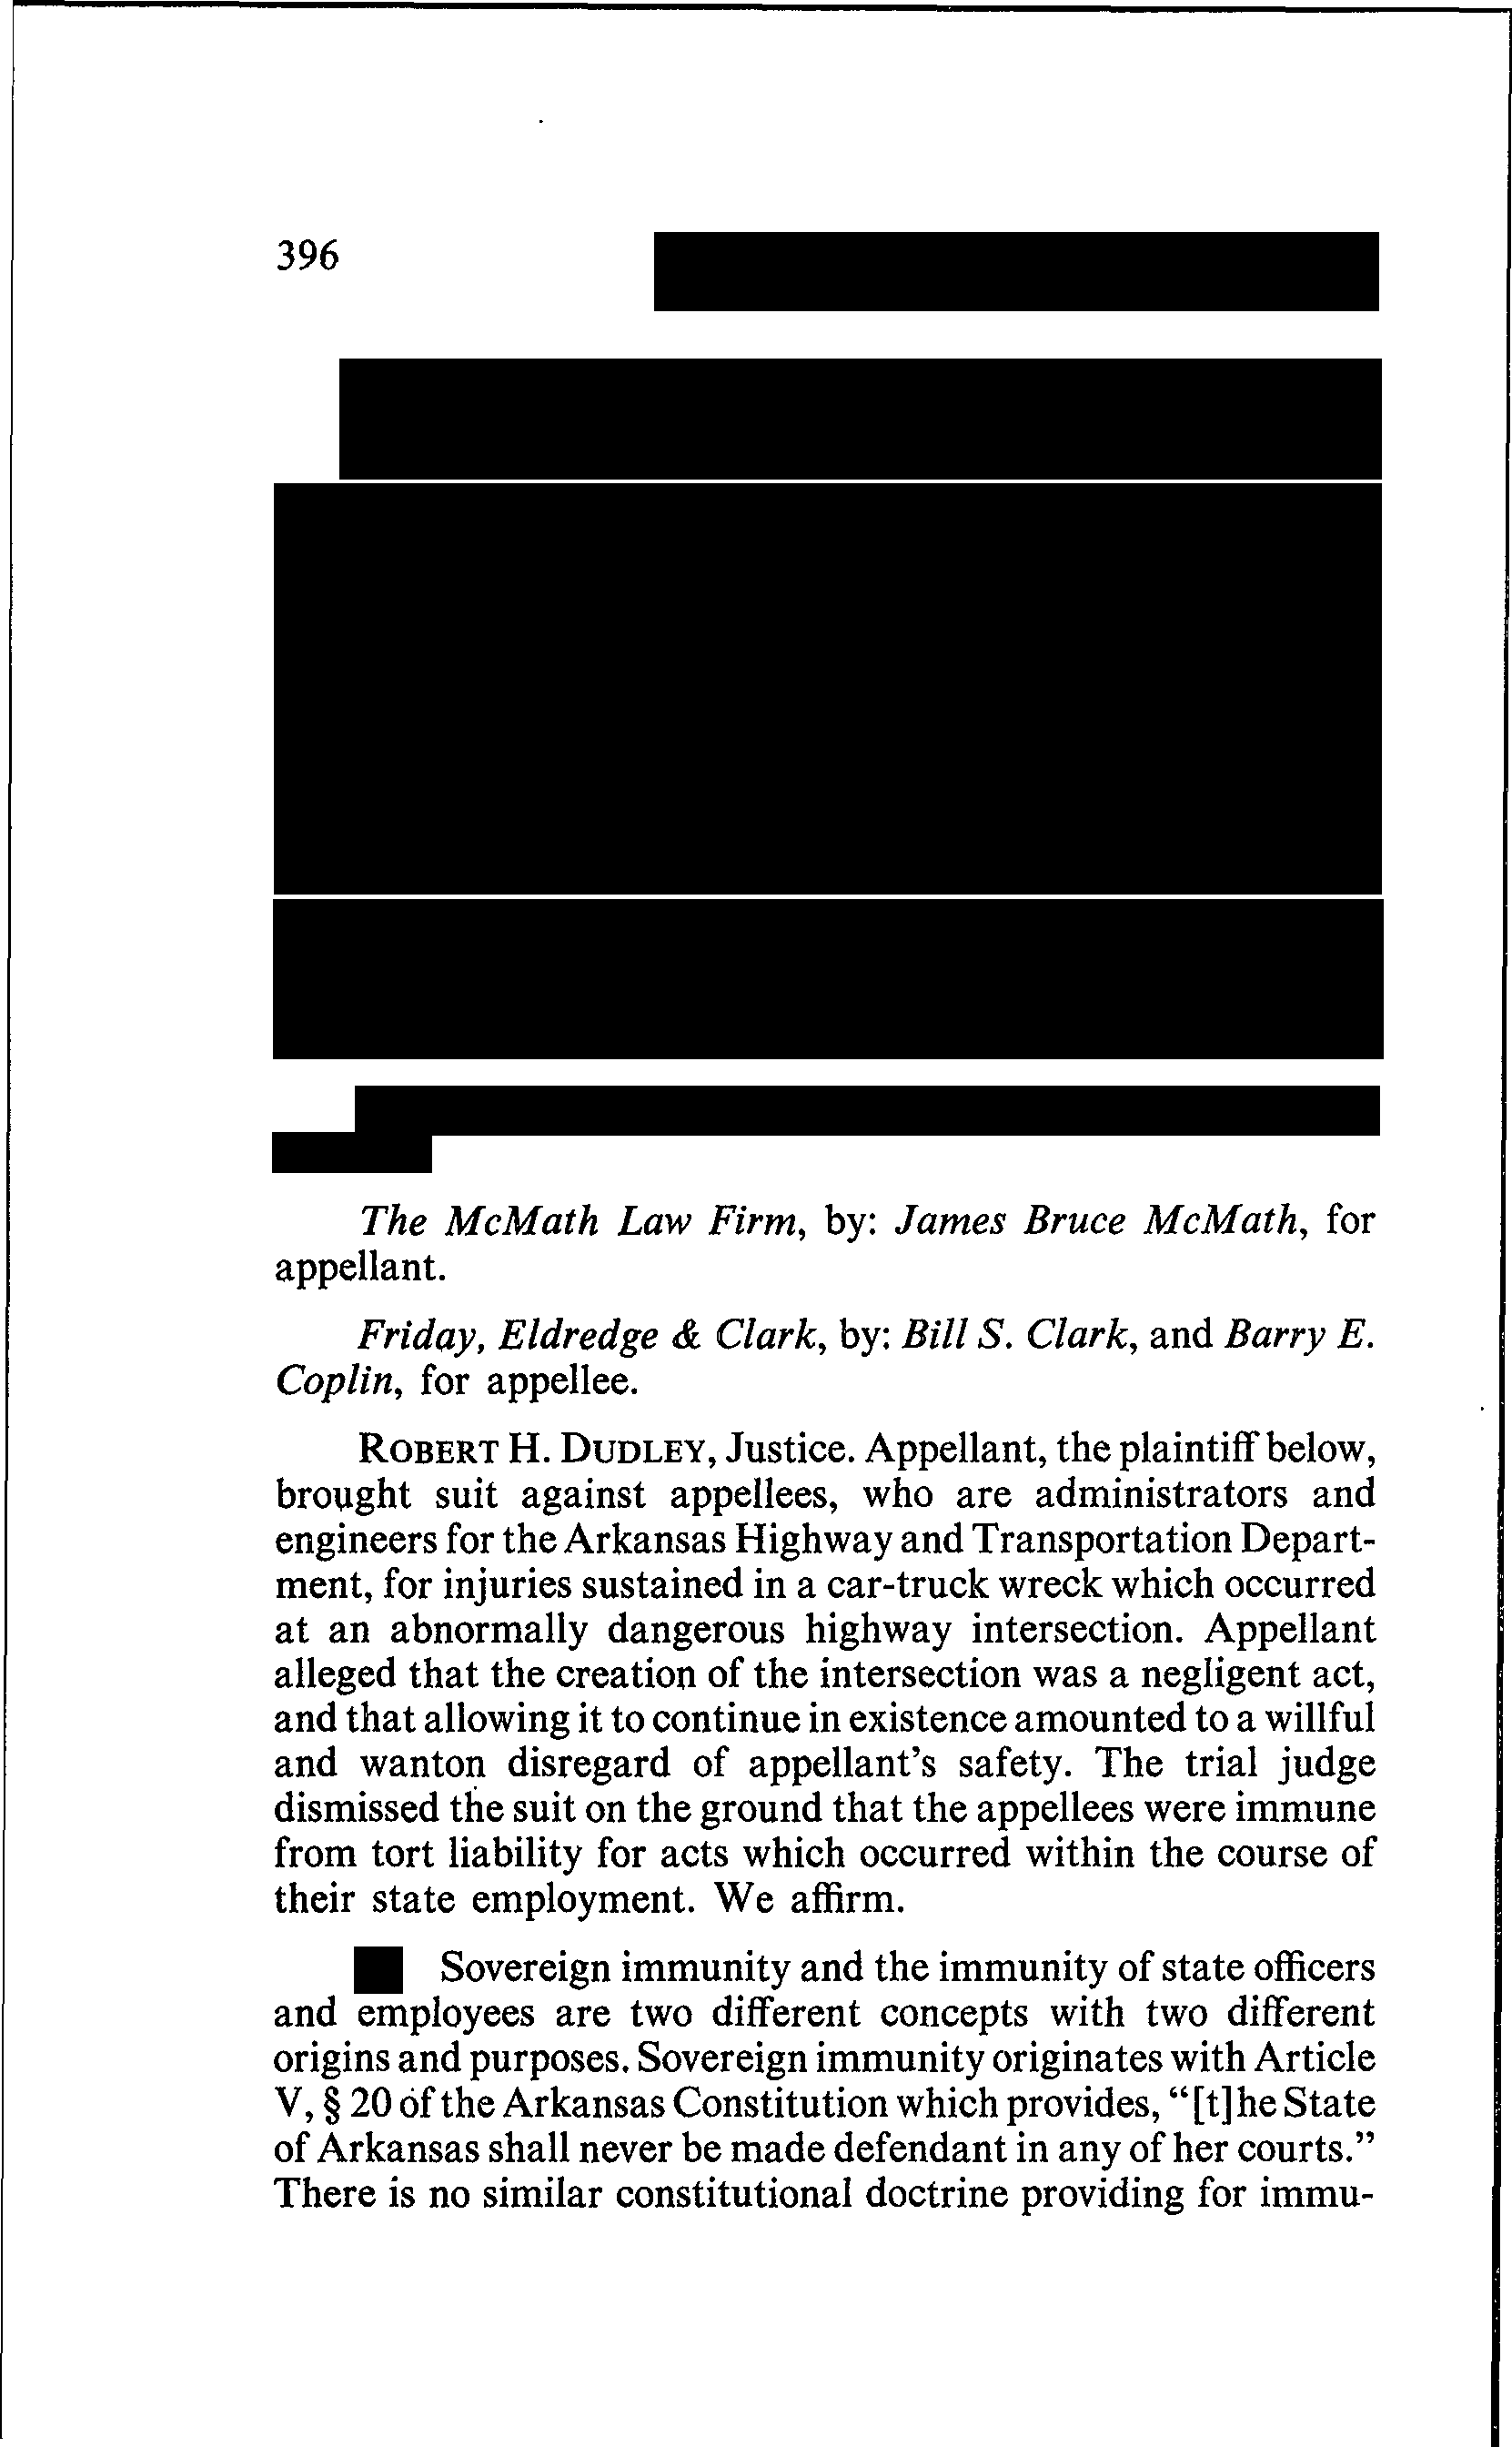 396
The McMath Law Firm, by: James Bruce McMath, for
appellant.
Friday, Eldredge & Clark, by: Bill S. Clark, and Barry E.
Coplin, for appellee.
ROBERT H. DUDLEY, Justice. Appellant, the plaintiff below,
brought suit against appellees, who are administrators and
engineers for the Arkansas Highway and Transportation Depart-
ment, for injuries sustained in a car-truck wreck which occurred
at an abnormally dangerous highway intersection. Appellant
alleged that the creation of the intersection was a negligent act,
and that allowing it to continue in existence amounted to a willful
and wanton disregard of appellant's safety. The trial judge
dismissed the suit on the ground that the appellees were immune
from tort liability for acts which occurred within the course of
their state employment. We affirm.
Sovereign immunity and the immunity of state officers
and employees are two different concepts with two different
origins and purposes. Sovereign immunity originates with Article
V, § 20 of the Arkansas Constitution which provides, "[t]he State
of Arkansas shall never be made defendant in any of her courts."
There is no similar constitutional doctrine providing for immu-